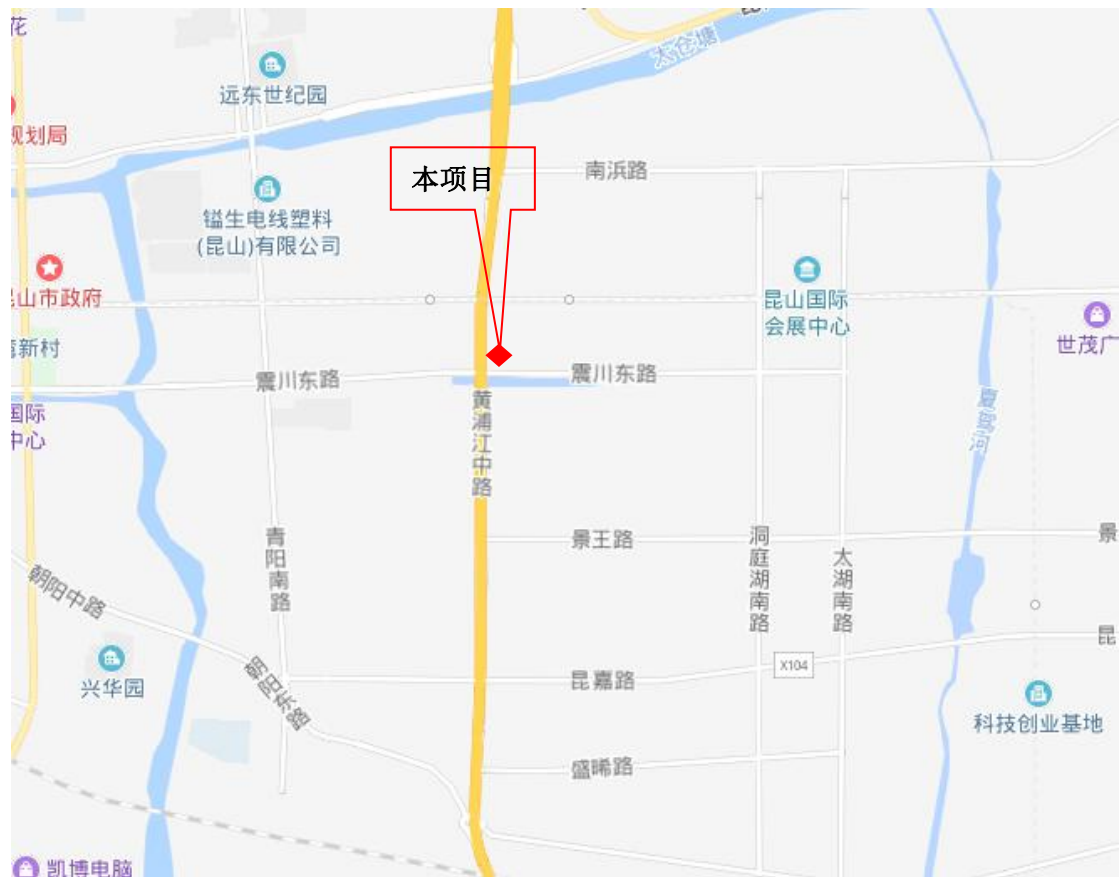 花
太仓塘
远东世纪园
规划局
本项目
南浜路
镒生电线塑料
(昆山)有限公司
山市政府
昆山国际
会展中心
世茂广
新村
震川东路
震川东路
国际
中心
黄浦江中路
夏驾河
青阳南路
景王路
洞庭湖南路
太湖南路
景
朝阳中路
昆
朝阳东路
X104
兴华园
昆嘉路
科技创业基地
盛晞路
凯博电脑